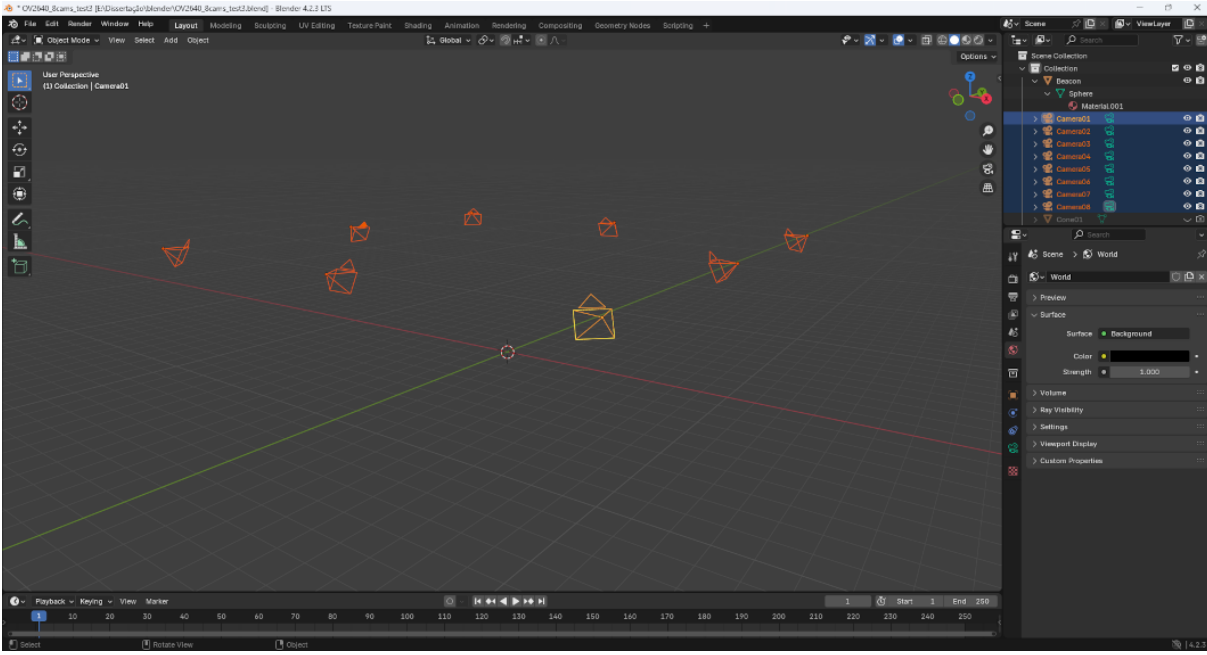 * OV2640_8cams_test3 [E:\Dissertação\blender\OV2640_8cams_test3.blend] - Blender 4.2.3 LTS
File Edit Render Window Help Layout Modeling Sculpting UV Editing Texture Paint Shading Animation Rendering Compositing Geometry Nodes Scripting + Scene ViewLayer
Object Mode View Select Add Object Global Search
Options
User Perspective
(1) Collection | Camera01
Z
Y
X
Scene Collection
Collection
Beacon
Sphere
Material.001
Camera01
Camera02
Camera03
Camera04
Camera05
Camera06
Camera07
Camera08
Cone01
Search
Scene > World
World
Preview
Surface
Surface Background
Color
Strength 1.000
Volume
Ray Visibility
Settings
Viewport Display
Custom Properties
Playback Keying View Marker 1 Start 1 End 250
1 10 20 30 40 50 60 70 80 90 100 110 120 130 140 150 160 170 180 190 200 210 220 230 240 250
Select Rotate View Object 4.2.3